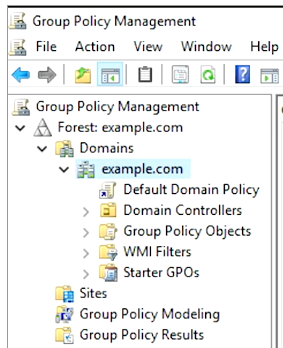 Group Policy Management
File Action View Window Help
Group Policy Management
Forest: example.com
Domains
example.com
Default Domain Policy
Domain Controllers
Group Policy Objects
WMI Filters
Starter GPOs
Sites
Group Policy Modeling
Group Policy Results